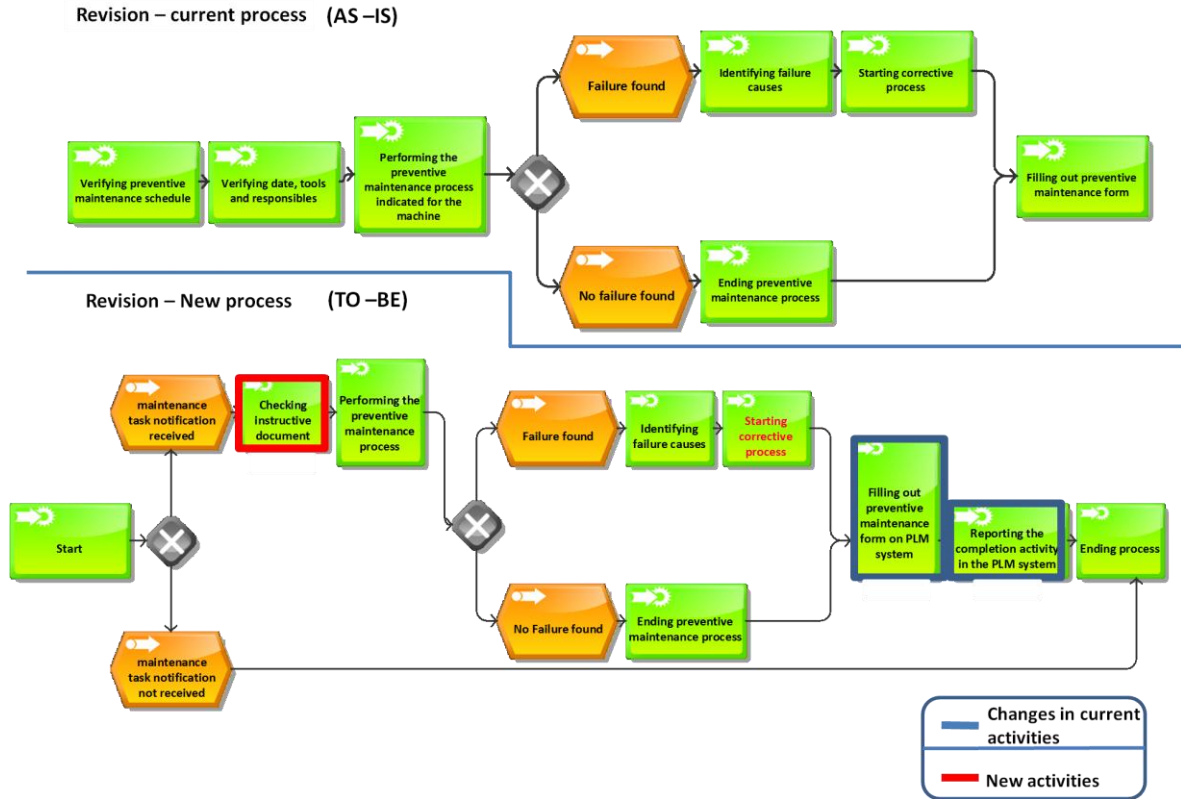 Revision – current process (AS –IS)
Failure found
Identifying failure
causes
Starting corrective
process
Verifying preventive
maintenance schedule
Verifying date, tools
and responsibles
Performing the
preventive
maintenance process
indicated for the
machine
Filling out preventive
maintenance form
No failure found
Ending preventive
maintenance process
Revision – New process (TO –BE)
maintenance
task notification
received
Checking
instructive
document
Performing the
preventive
maintenance
process
Failure found
Identifying
failure causes
Starting
corrective
process
Start
Filling out
preventive
maintenance
form on PLM
system
Reporting the
completion activity
in the PLM system
Ending process
No Failure found
Ending preventive
maintenance process
maintenance
task notification
not received
Changes in current
activities
New activities